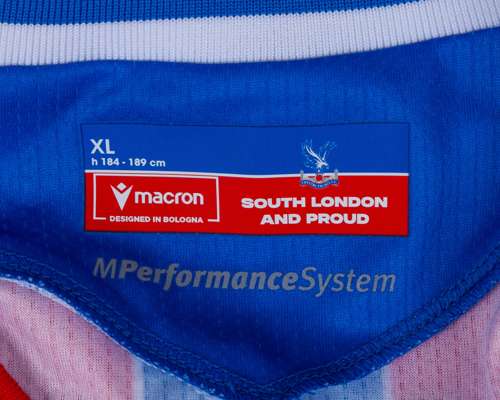 XL
h 184 - 189 cm
macron
DESIGNED IN BOLOGNA
SOUTH LONDON
AND PROUD
MPerformanceSystem